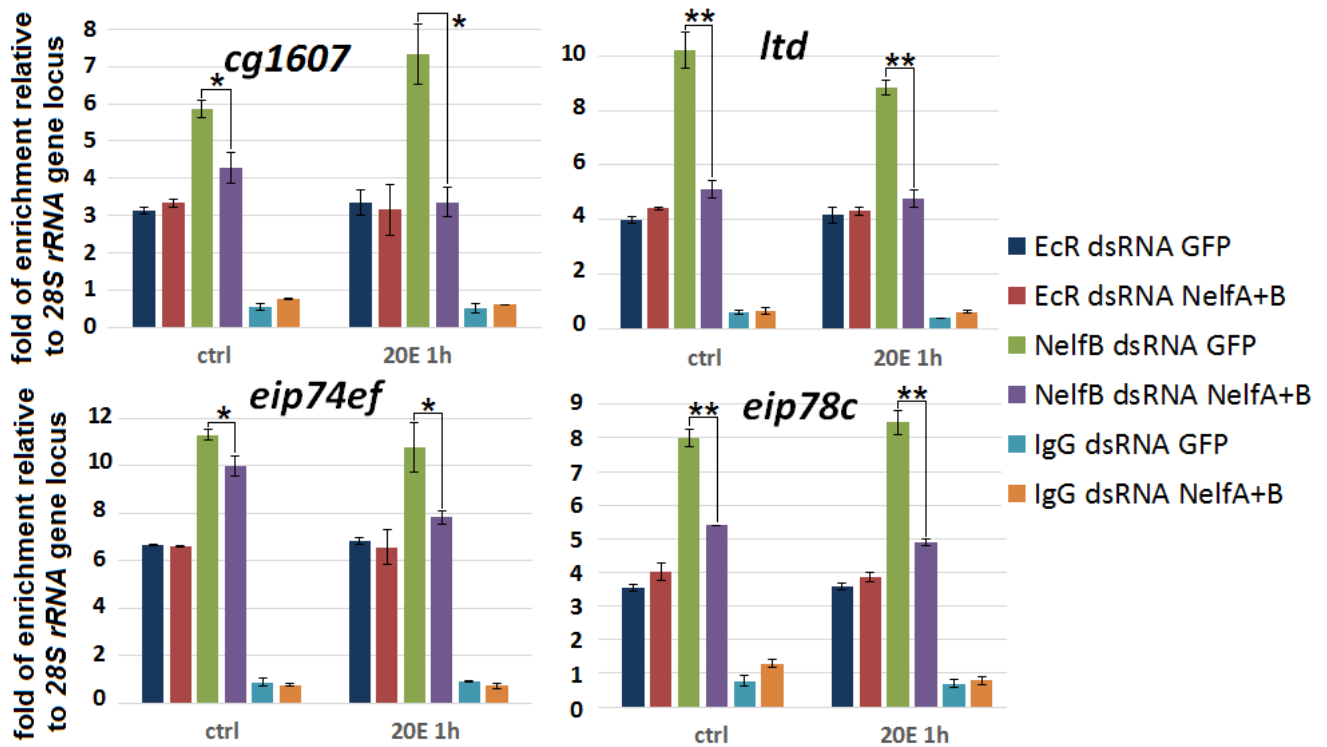 fold of enrichment relative
to 28S rRNA gene locus
cg1607
8
7
6
5
4
3
2
1
0
*
*
ctrl
20E 1h
ltd
10
8
6
4
2
0
**
**
ctrl
20E 1h
fold of enrichment relative
to 28S rRNA gene locus
eip74ef
12
10
8
6
4
2
0
*
*
ctrl
20E 1h
eip78c
9
8
7
6
5
4
3
2
1
0
**
**
ctrl
20E 1h
EcR dsRNA GFP
EcR dsRNA NelfA+B
NelfB dsRNA GFP
NelfB dsRNA NelfA+B
IgG dsRNA GFP
IgG dsRNA NelfA+B